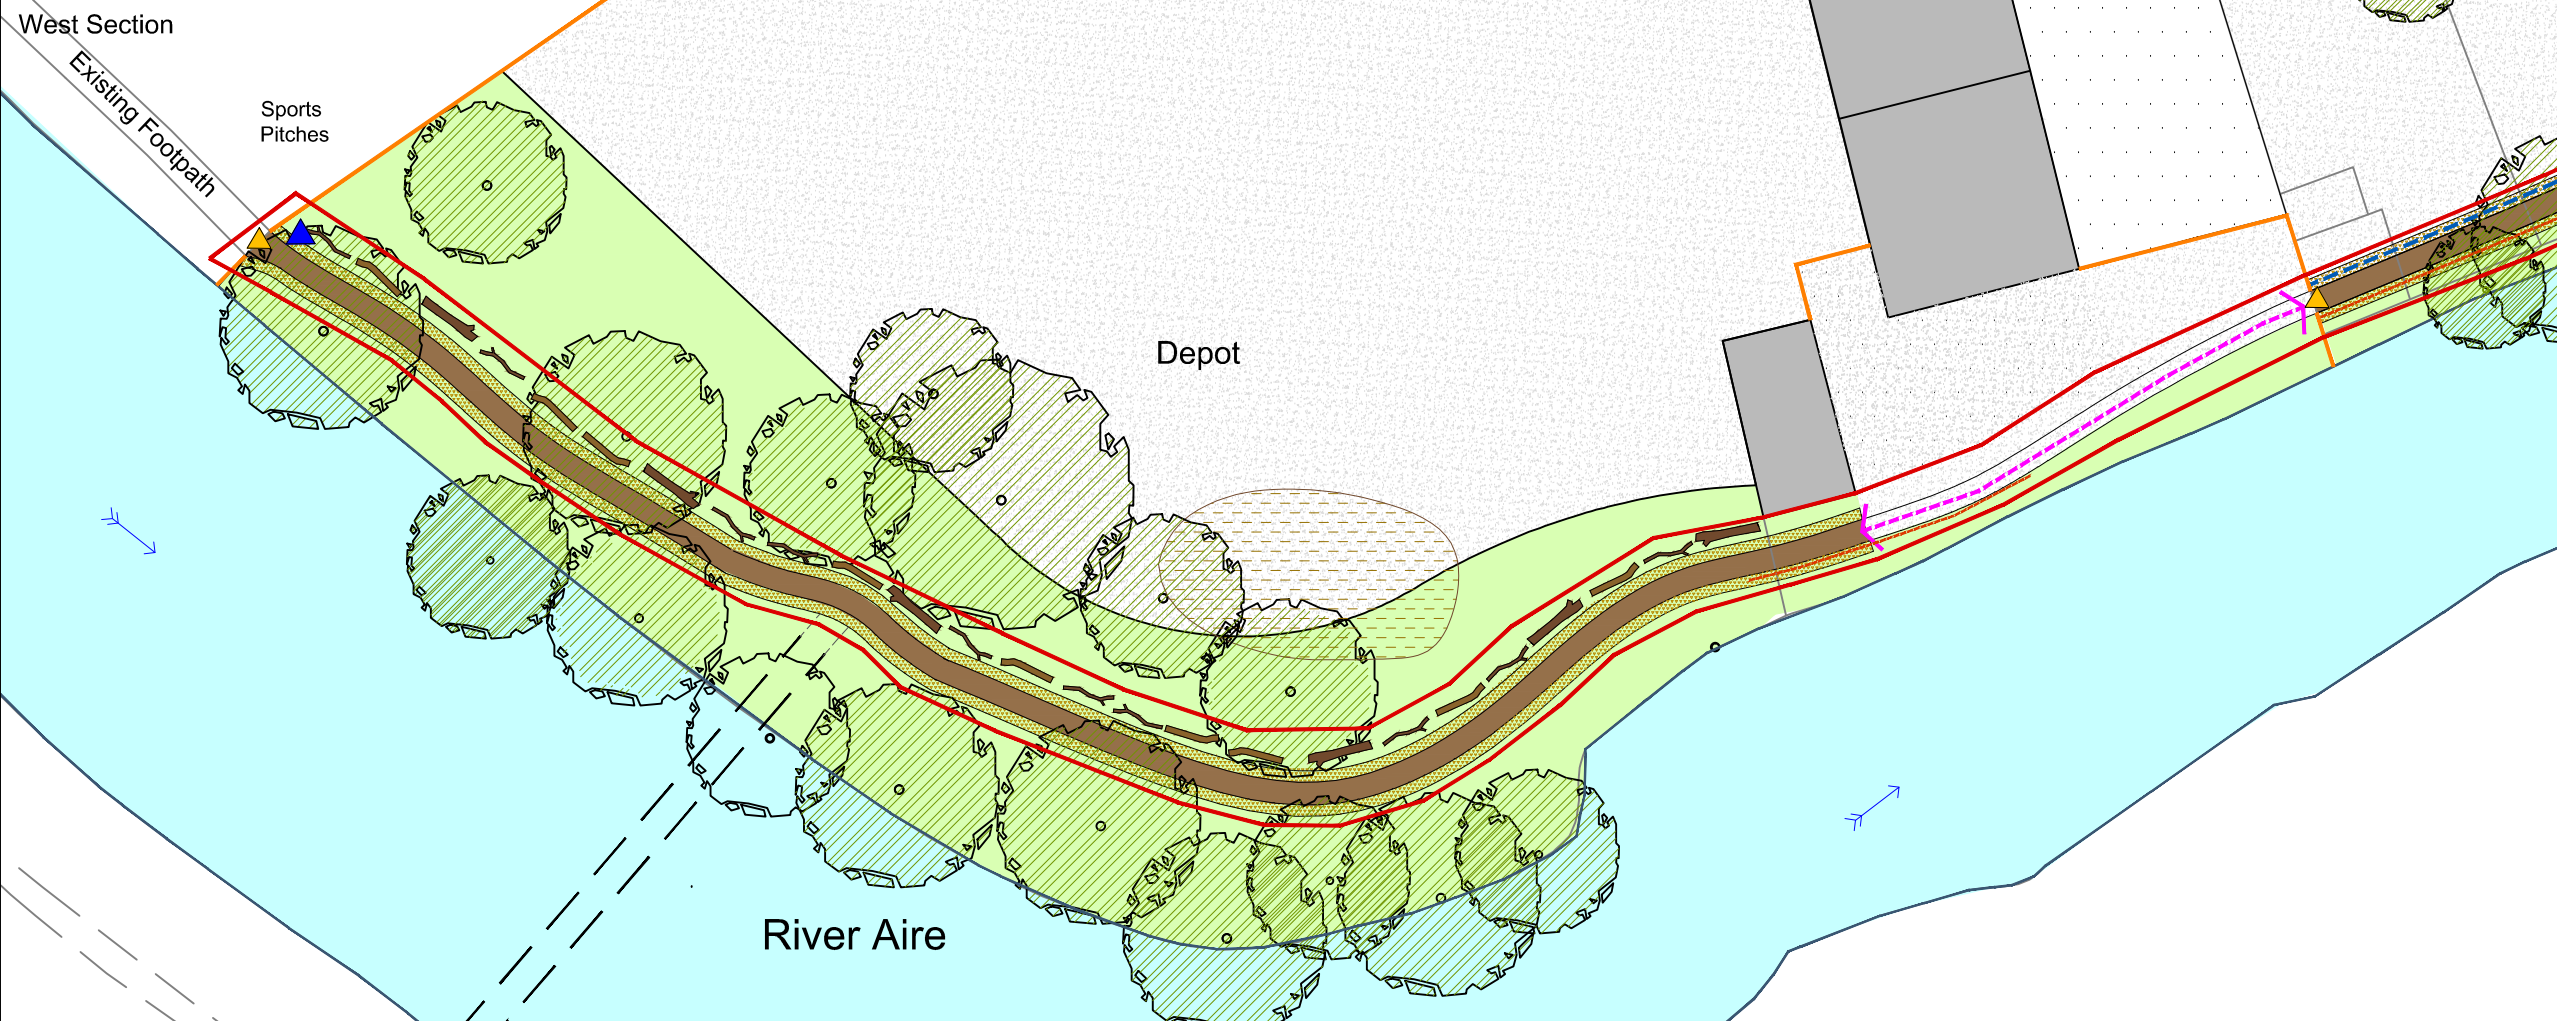 West Section
Existing Footpath
Sports
Pitches
Depot
River Aire